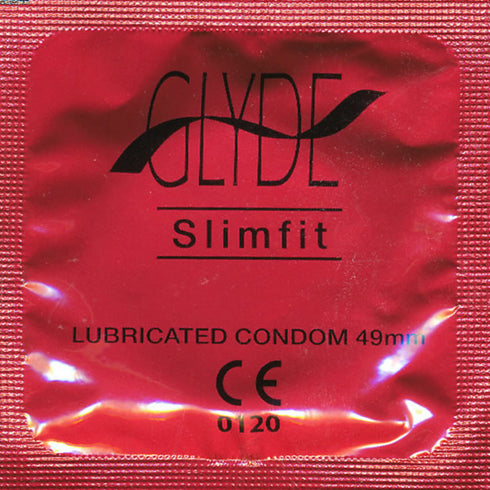 GLYDE
Slimfit
LUBRICATED CONDOM 49mm
CE
0120